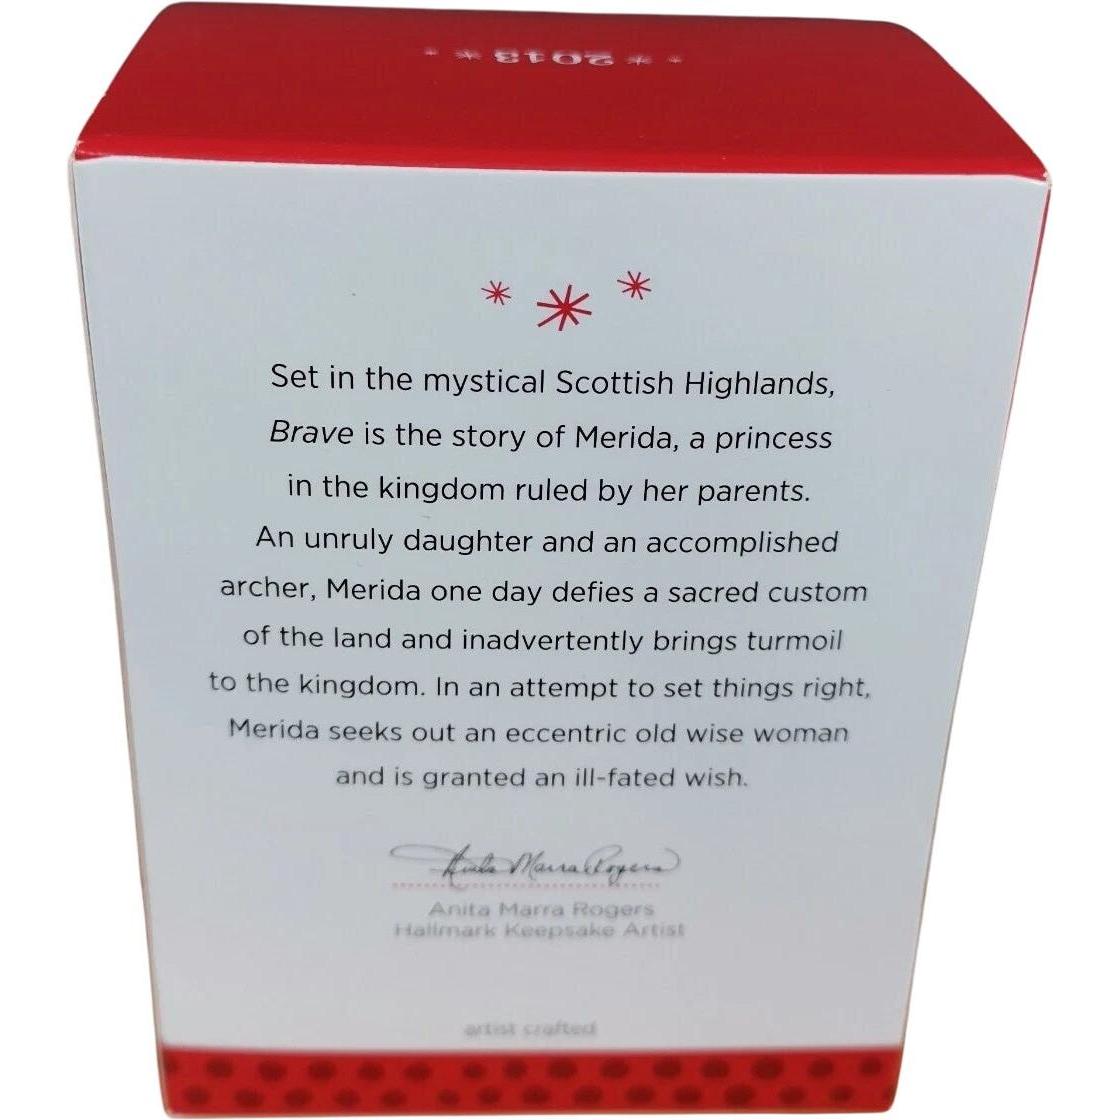 * * 2013 * *
Set in the mystical Scottish Highlands,
Brave is the story of Merida, a princess
in the kingdom ruled by her parents.
An unruly daughter and an accomplished
archer, Merida one day defies a sacred custom
of the land and inadvertently brings turmoil
to the kingdom. In an attempt to set things right,
Merida seeks out an eccentric old wise woman
and is granted an ill-fated wish.
Anita Marra Rogers
Anita Marra Rogers
Hallmark Keepsake Artist
artist crafted